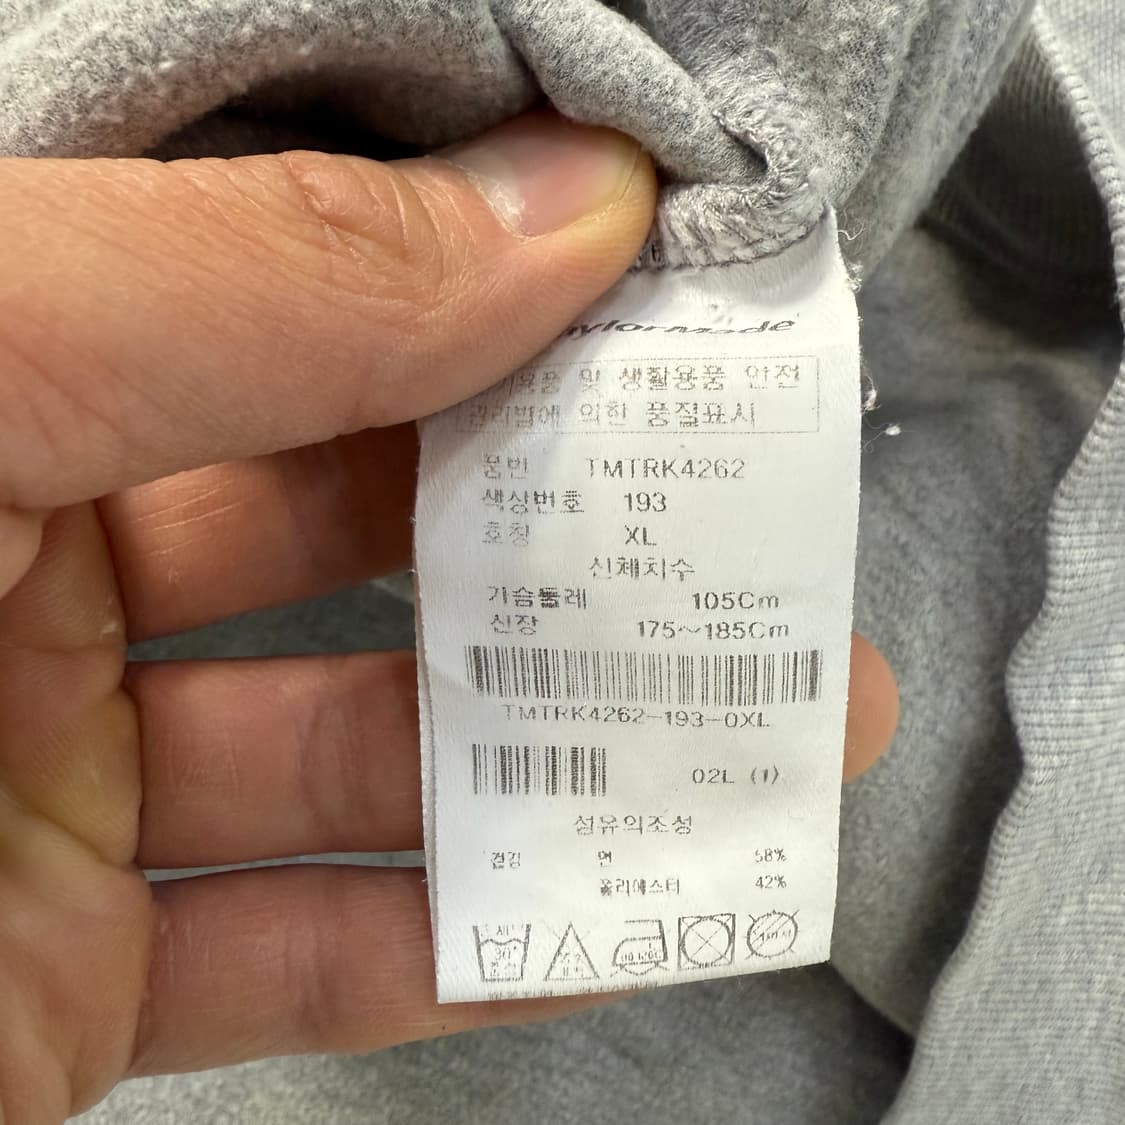 aylormade
기용품 및 생활용품 안전
관리법에 의한 품질표시
품번 TMTRK4262
색상번호 193
호칭 XL
신체치수
가슴둘레 105Cm
신장 175~185Cm
TMTRK4262-193-0XL
02L (1)
섬유의조성
겉감 면 58%
폴리에스터 42%
30°